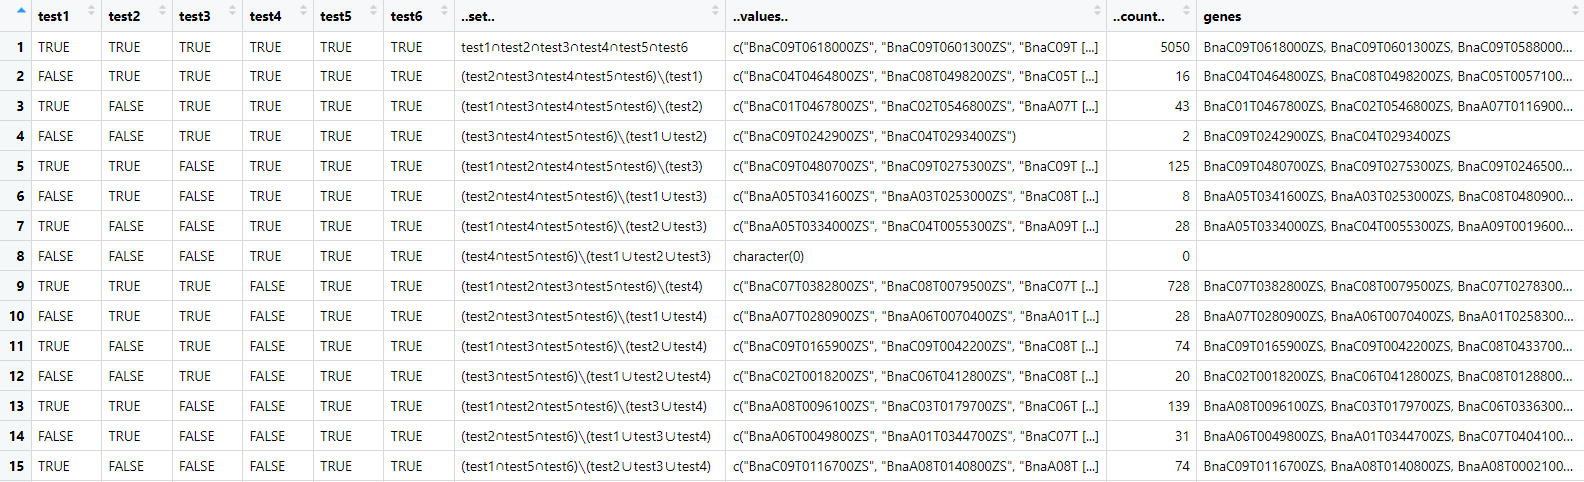 test1 test2 test3 test4 test5 test6 ..set.. ..values.. ..count.. genes
1 TRUE TRUE TRUE TRUE TRUE TRUE test1∩test2∩test3∩test4∩test5∩test6 c("BnaC09T0618000ZS", "BnaC09T0601300ZS", "BnaC09T [...] 5050 BnaC09T0618000ZS, BnaC09T0601300ZS, BnaC09T0588000...
2 FALSE TRUE TRUE TRUE TRUE TRUE (test2∩test3∩test4∩test5∩test6)\(test1) c("BnaC04T0464800ZS", "BnaC08T0498200ZS", "BnaC05T [...] 16 BnaC04T0464800ZS, BnaC08T0498200ZS, BnaC05T0057100...
3 TRUE FALSE TRUE TRUE TRUE TRUE (test1∩test3∩test4∩test5∩test6)\(test2) c("BnaC01T0467800ZS", "BnaC02T0546800ZS", "BnaA07T [...] 43 BnaC01T0467800ZS, BnaC02T0546800ZS, BnaA07T0116900...
4 FALSE FALSE TRUE TRUE TRUE TRUE (test3∩test4∩test5∩test6)\(test1∪test2) c("BnaC09T0242900ZS", "BnaC04T0293400ZS") 2 BnaC09T0242900ZS, BnaC04T0293400ZS
5 TRUE TRUE FALSE TRUE TRUE TRUE (test1∩test2∩test4∩test5∩test6)\(test3) c("BnaC09T0480700ZS", "BnaC09T0275300ZS", "BnaC09T [...] 125 BnaC09T0480700ZS, BnaC09T0275300ZS, BnaC09T0246500...
6 FALSE TRUE FALSE TRUE TRUE TRUE (test2∩test4∩test5∩test6)\(test1∪test3) c("BnaA05T0341600ZS", "BnaA03T0253000ZS", "BnaC08T [...] 8 BnaA05T0341600ZS, BnaA03T0253000ZS, BnaC08T0480900...
7 TRUE FALSE FALSE TRUE TRUE TRUE (test1∩test4∩test5∩test6)\(test2∪test3) c("BnaA05T0334000ZS", "BnaC04T0055300ZS", "BnaA09T [...] 28 BnaA05T0334000ZS, BnaC04T0055300ZS, BnaA09T0019600...
8 FALSE FALSE FALSE TRUE TRUE TRUE (test4∩test5∩test6)\(test1∪test2∪test3) character(0) 0
9 TRUE TRUE TRUE FALSE TRUE TRUE (test1∩test2∩test3∩test5∩test6)\(test4) c("BnaC07T0382800ZS", "BnaC08T0079500ZS", "BnaC07T [...] 728 BnaC07T0382800ZS, BnaC08T0079500ZS, BnaC07T0278300...
10 FALSE TRUE TRUE FALSE TRUE TRUE (test2∩test3∩test5∩test6)\(test1∪test4) c("BnaA07T0280900ZS", "BnaA06T0070400ZS", "BnaA01T [...] 28 BnaA07T0280900ZS, BnaA06T0070400ZS, BnaA01T0258300...
11 TRUE FALSE TRUE FALSE TRUE TRUE (test1∩test3∩test5∩test6)\(test2∪test4) c("BnaC09T0165900ZS", "BnaC09T0042200ZS", "BnaC08T [...] 74 BnaC09T0165900ZS, BnaC09T0042200ZS, BnaC08T0433700...
12 FALSE FALSE TRUE FALSE TRUE TRUE (test3∩test5∩test6)\(test1∪test2∪test4) c("BnaC02T0018200ZS", "BnaC06T0412800ZS", "BnaC08T [...] 20 BnaC02T0018200ZS, BnaC06T0412800ZS, BnaC08T0128800...
13 TRUE TRUE FALSE FALSE TRUE TRUE (test1∩test2∩test5∩test6)\(test3∪test4) c("BnaA08T0096100ZS", "BnaC03T0179700ZS", "BnaC06T [...] 139 BnaA08T0096100ZS, BnaC03T0179700ZS, BnaC06T0336300...
14 FALSE TRUE FALSE FALSE TRUE TRUE (test2∩test5∩test6)\(test1∪test3∪test4) c("BnaA06T0049800ZS", "BnaA01T0344700ZS", "BnaC07T [...] 31 BnaA06T0049800ZS, BnaA01T0344700ZS, BnaC07T0404100...
15 TRUE FALSE FALSE FALSE TRUE TRUE (test1∩test5∩test6)\(test2∪test3∪test4) c("BnaC09T0116700ZS", "BnaA08T0140800ZS", "BnaA08T [...] 74 BnaC09T0116700ZS, BnaA08T0140800ZS, BnaA08T0002100...